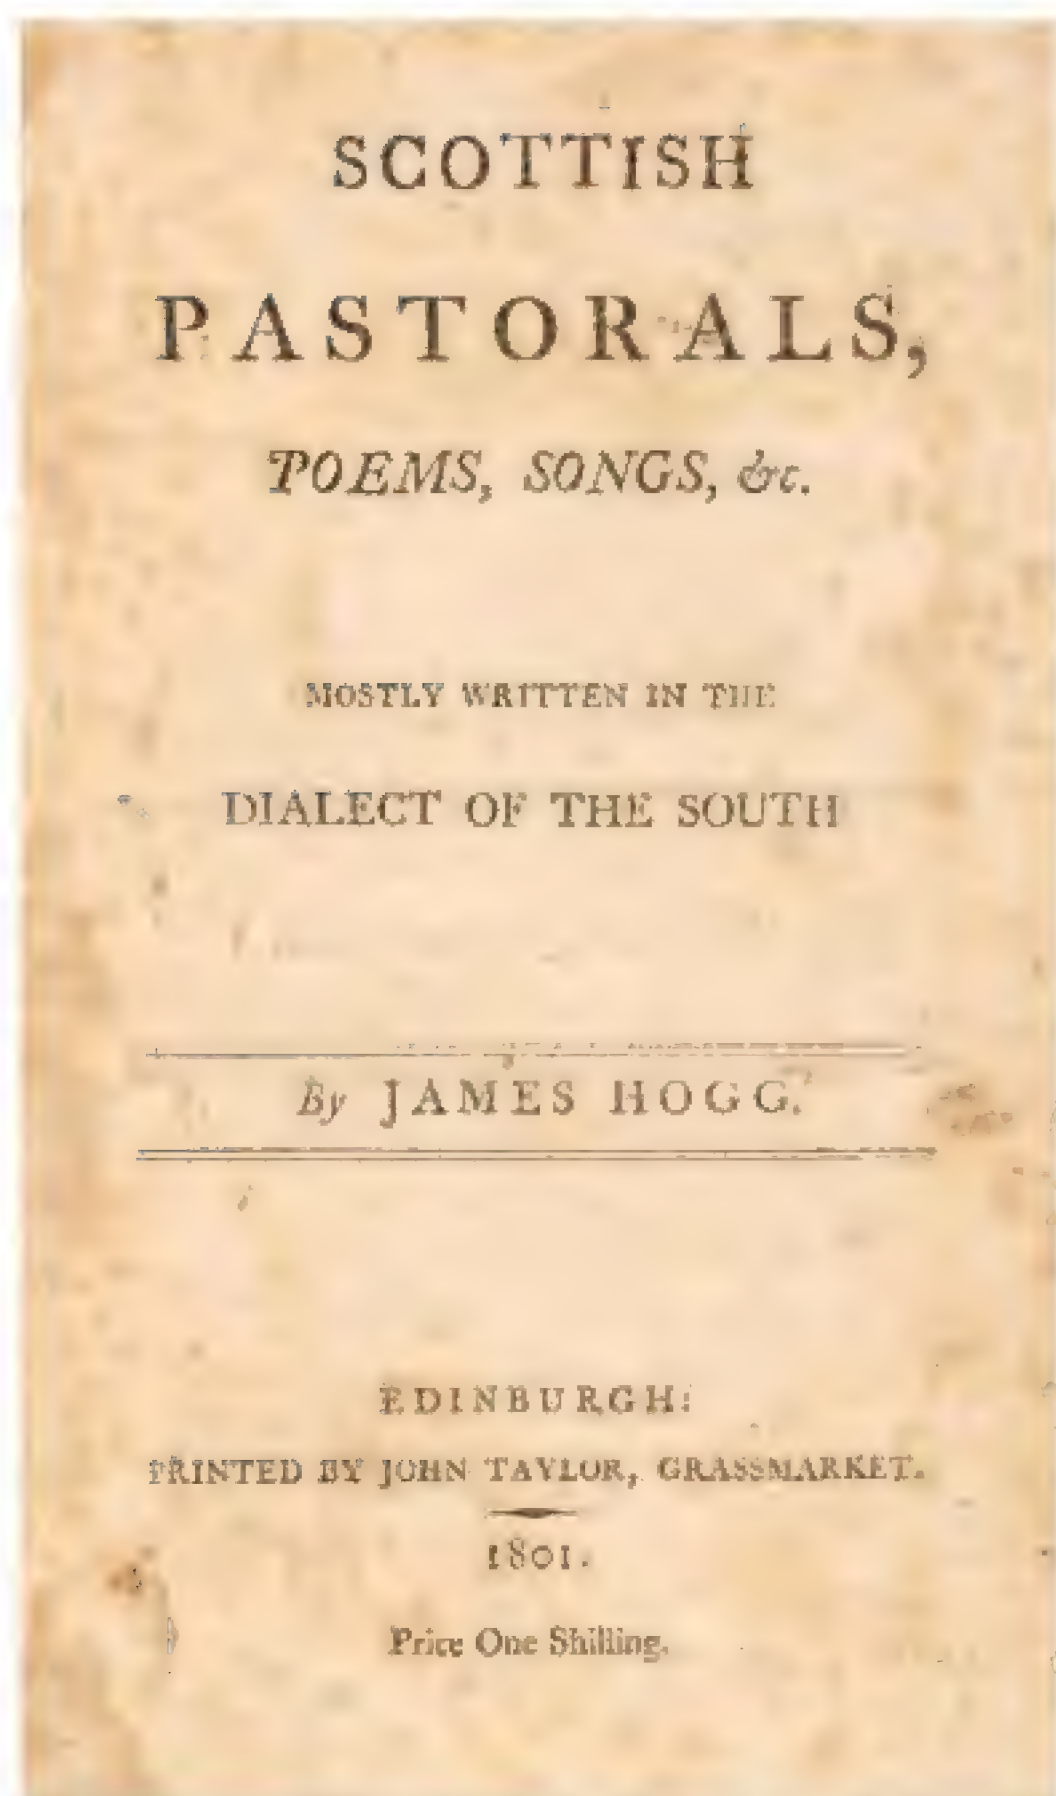 SCOTTISH
PASTORALS,
POEMS, SONGS, &c.
MOSTLY WRITTEN IN THE
DIALECT OF THE SOUTH
By JAMES HOGG.
EDINBURGH:
PRINTED BY JOHN TAYLOR, GRASSMARKET.
1801.
Price One Shilling.